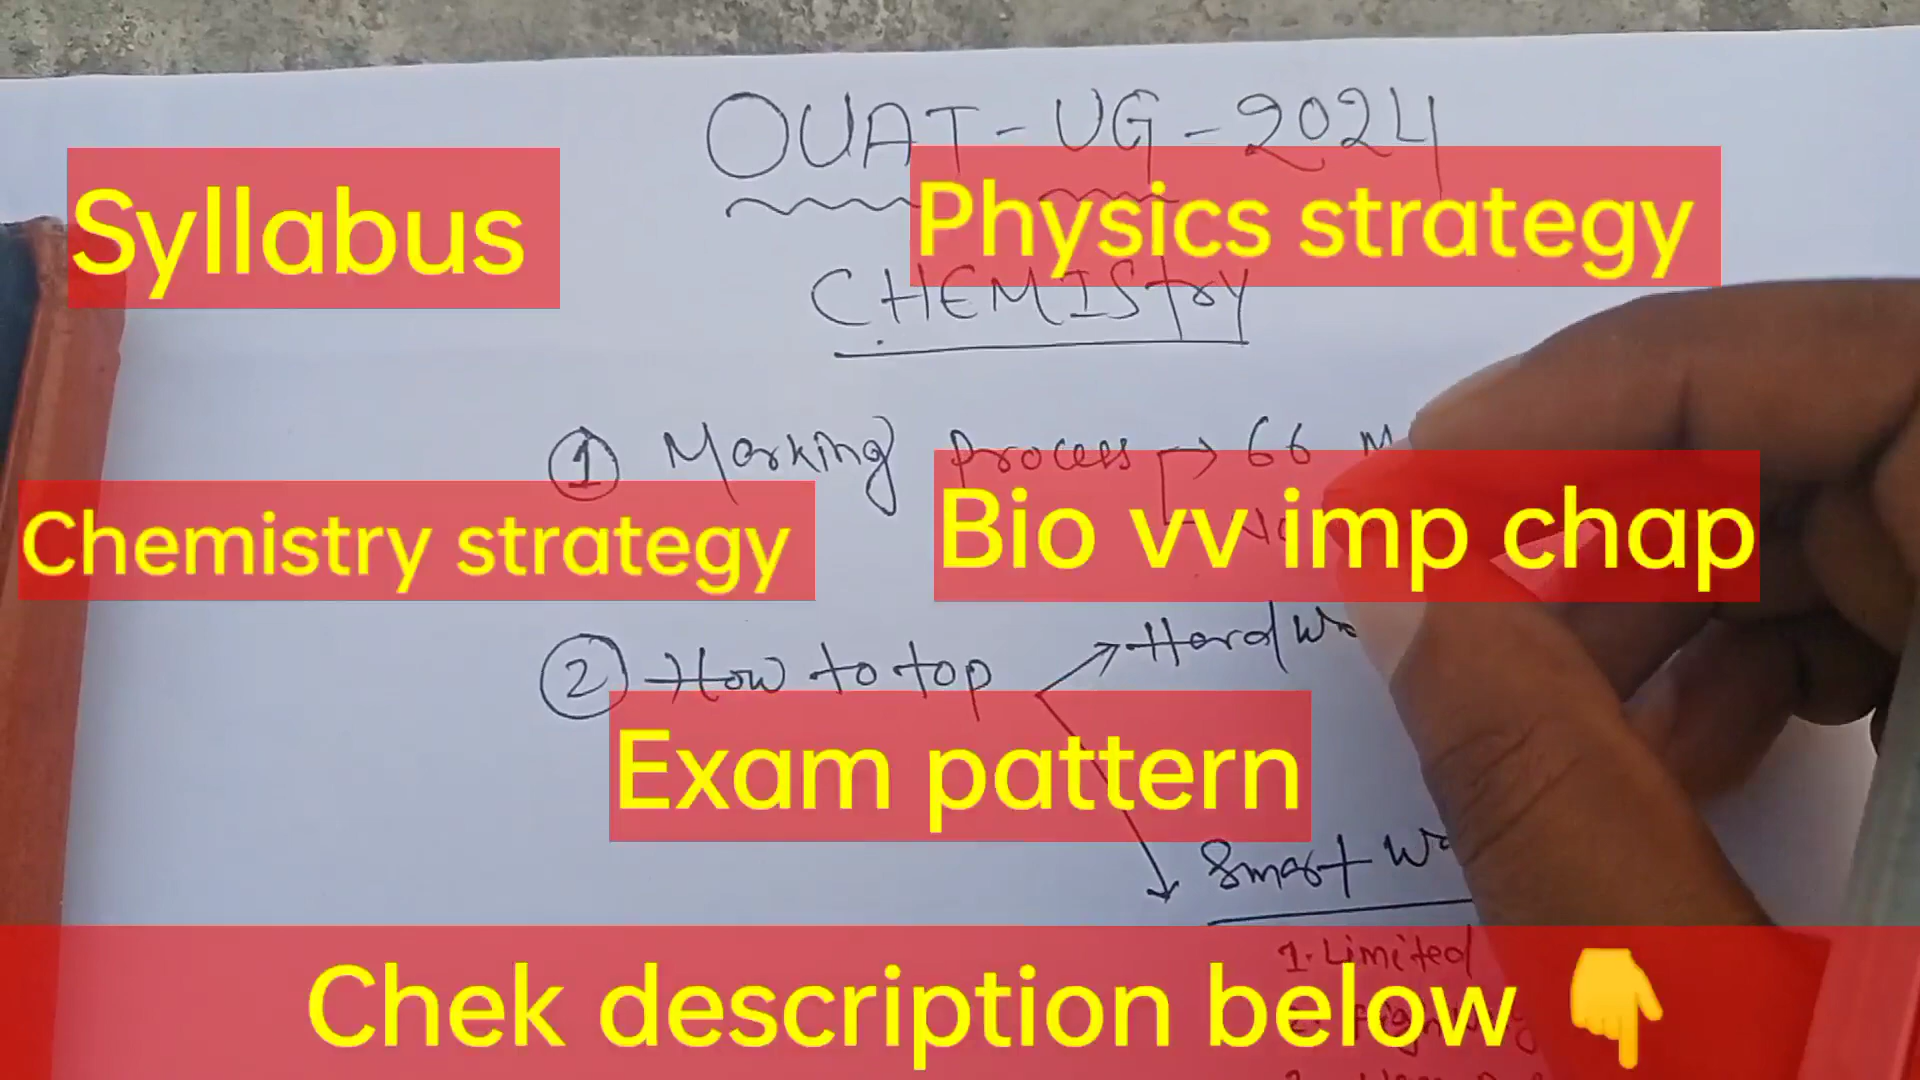 OUAT-UG-2024
Syllabus
Physics strategy
CHEMIStry
① Marking Process → 66
Chemistry strategy
Bio vv imp chap
② How to top
Hard
Exam pattern
Smart
1. Limited
Chek description below 👇